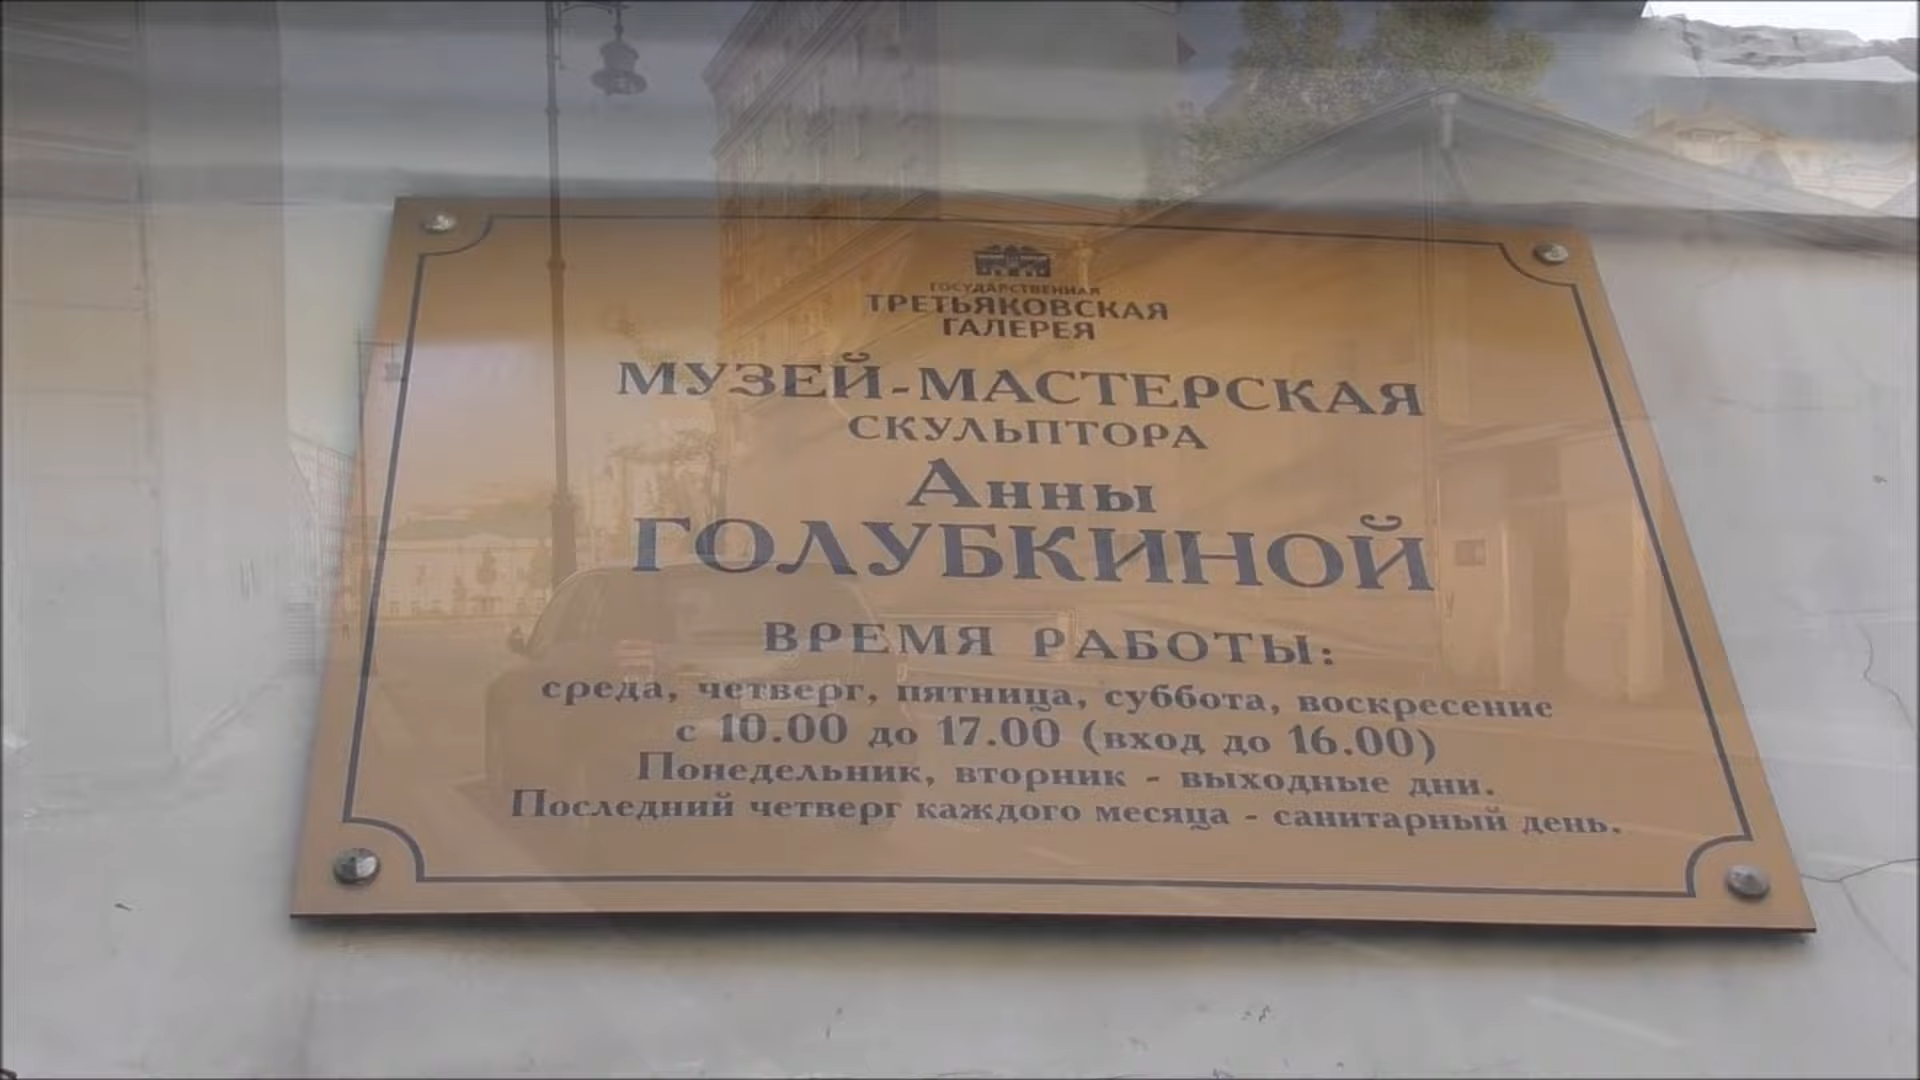 ГОСУДАРСТВЕННАЯ
ТРЕТЬЯКОВСКАЯ
ГАЛЕРЕЯ
МУЗЕЙ-МАСТЕРСКАЯ
СКУЛЬПТОРА
Анны
ГОЛУБКИНОЙ
ВРЕМЯ РАБОТЫ:
среда, четверг, пятница, суббота, воскресение
с 10.00 до 17.00 (вход до 16.00)
Понедельник, вторник - выходные дни.
Последний четверг каждого месяца - санитарный день.